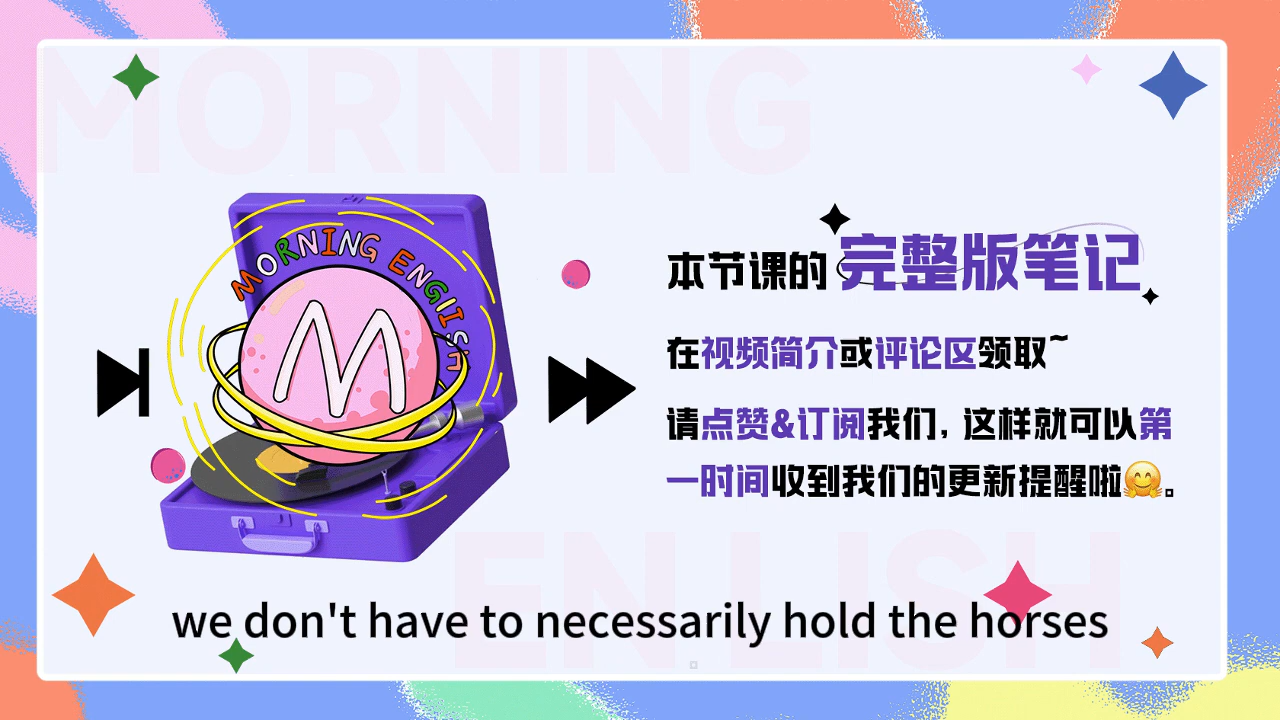 MORNING
MORNING ENGlISH
M
本节课的 完整版笔记
在视频简介或评论区领取~
请点赞&订阅我们, 这样就可以第
一时间收到我们的更新提醒啦🤗。
EN LISH
we don't have to necessarily hold the horses